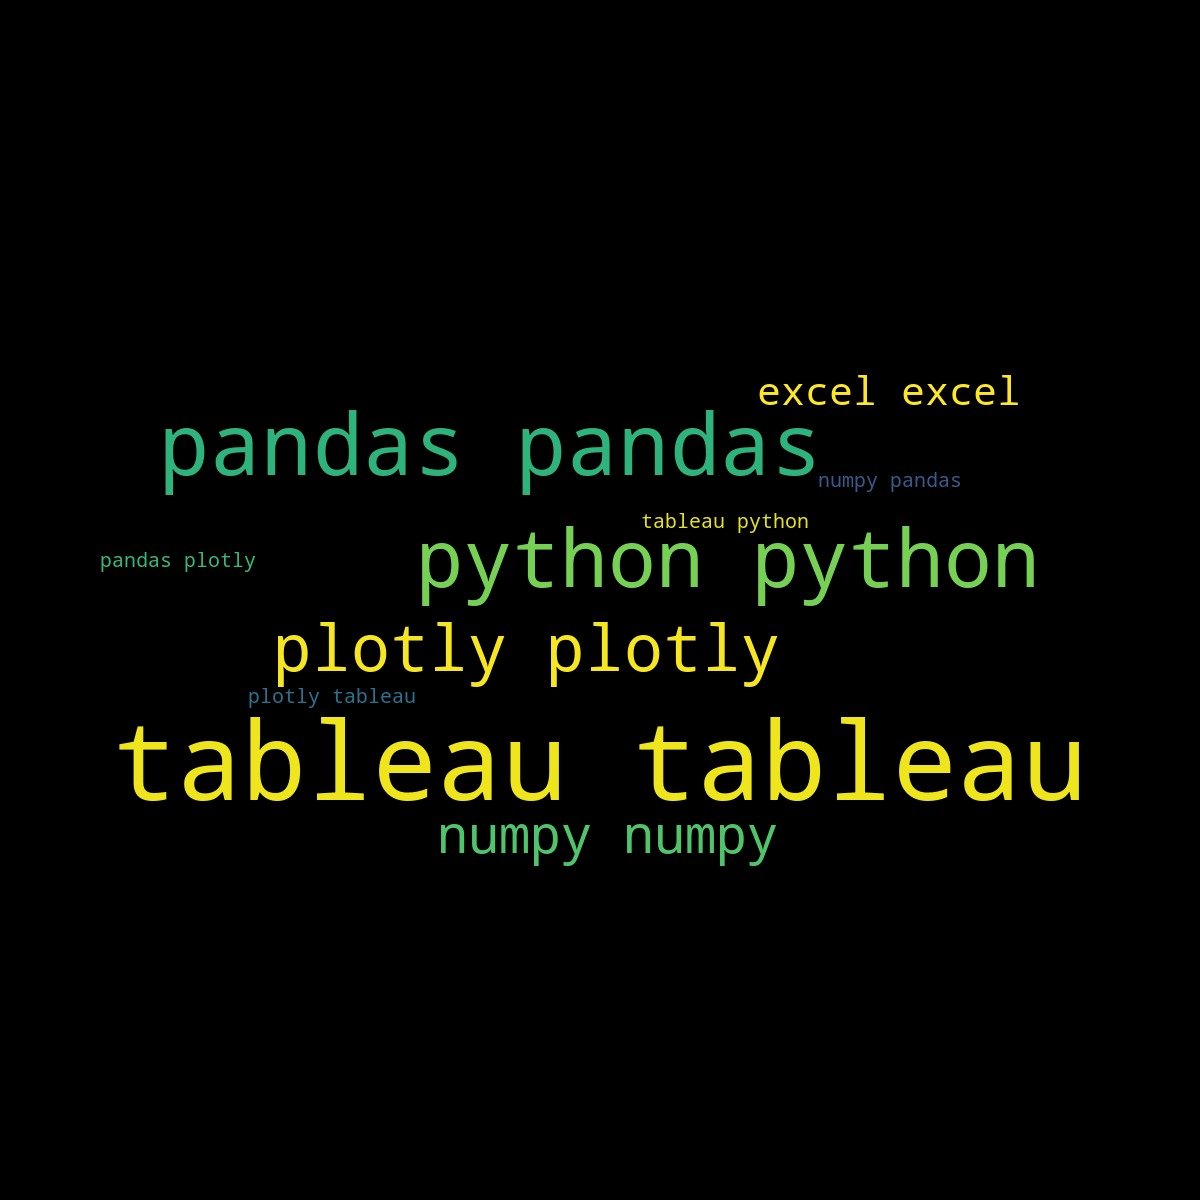 excel excel
pandas pandas
numpy pandas
tableau python
python python
pandas plotly
plotly plotly
plotly tableau
tableau tableau
numpy numpy